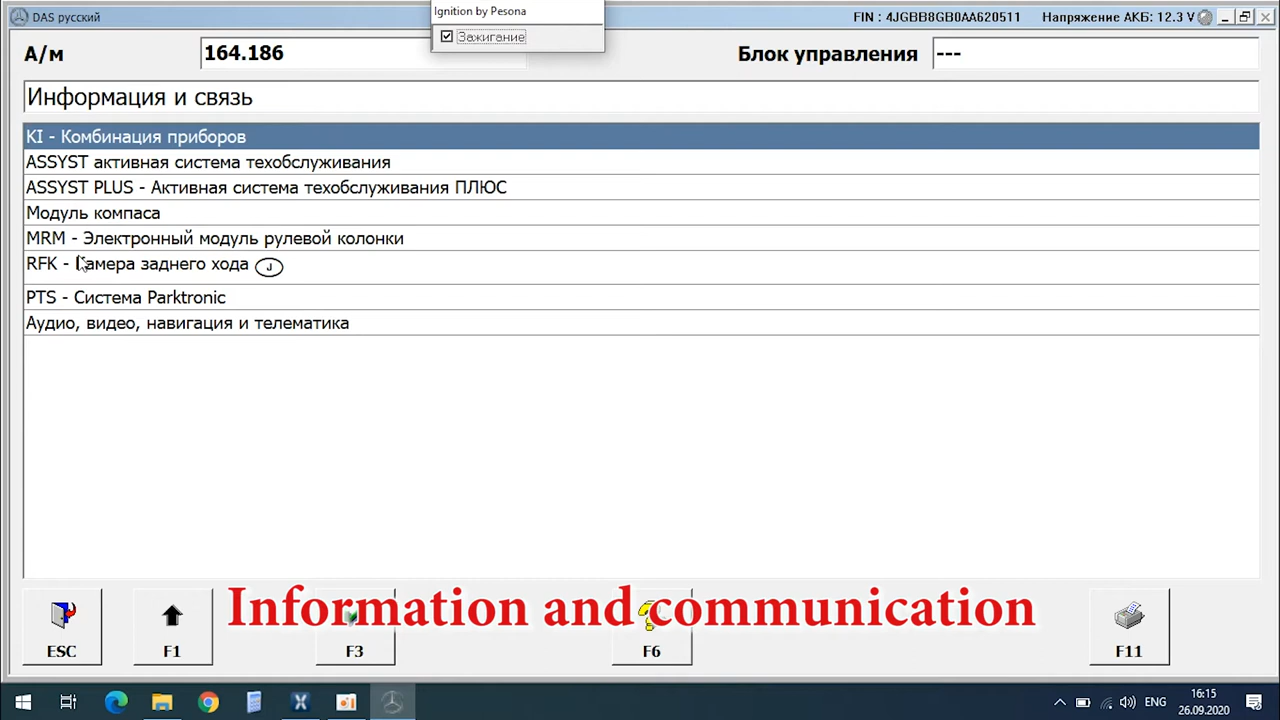 DAS русский
Ignition by Pesona
FIN : 4JGBB8GB0AA620511
Напряжение АКБ: 12.3 V
Зажигание
А/м
164.186
Блок управления
---
Информация и связь
KI - Комбинация приборов
ASSYST активная система техобслуживания
ASSYST PLUS - Активная система техобслуживания ПЛЮС
Модуль компаса
MRM - Электронный модуль рулевой колонки
RFK - Камера заднего хода J
PTS - Система Parktronic
Аудио, видео, навигация и телематика
Information and communication
ESC
F1
F3
F6
F11
ENG
16:15
26.09.2020